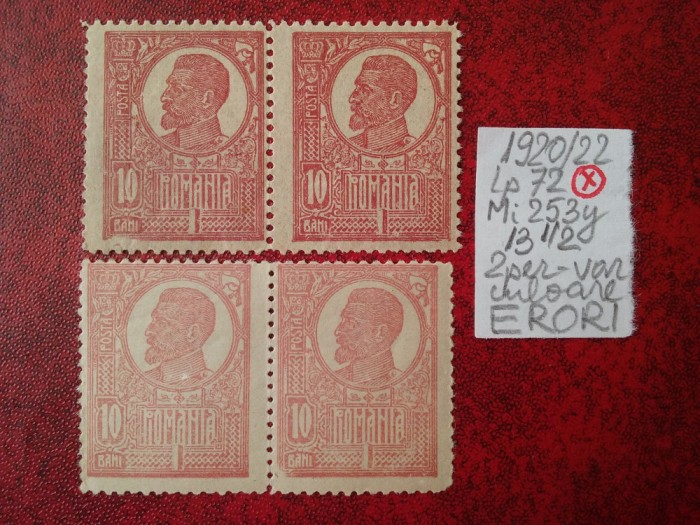 POSTA
10
ROMANIA
BANI
POSTA
10
ROMANIA
BANI
POSTA
10
ROMANIA
BANI
POSTA
10
ROMANIA
BANI
1920/22
Lp 72 X
Mi 253y
13 1/2
2per-var
culoare
ERORI